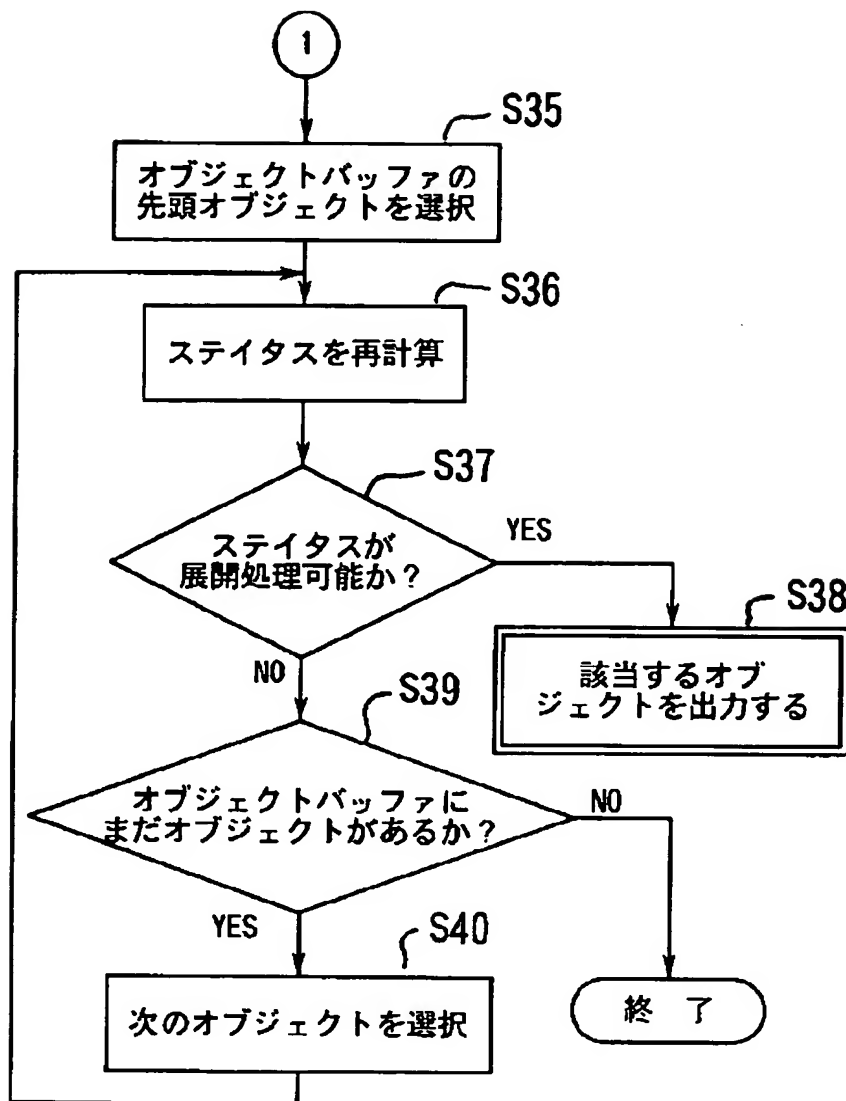 1
S35
オブジェクトバッファの
先頭オブジェクトを選択
S36
ステイタスを再計算
S37
ステイタスが
展開処理可能か?
YES
S38
該当するオブ
ジェクトを出力する
NO
S39
オブジェクトバッファに
まだオブジェクトがあるか?
NO
YES
S40
次のオブジェクトを選択
終 了